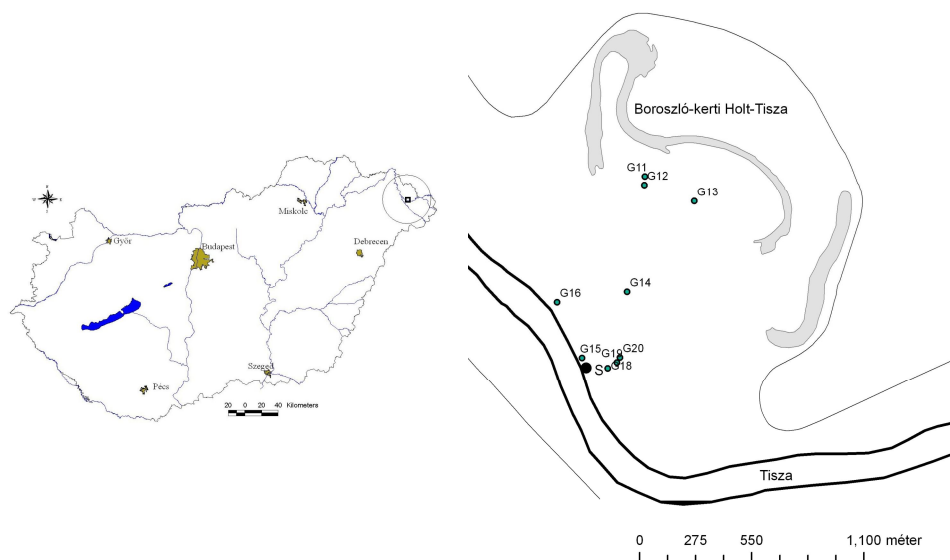 Miskolc
Győr
Budapest
Debrecen
Szeged
Pécs
20 0 20 40 Kilometers
Boroszló-kerti Holt-Tisza
G11
G12
G13
G14
G16
G15
G19
G20
G18
S
Tisza
0 275 550 1,100 méter